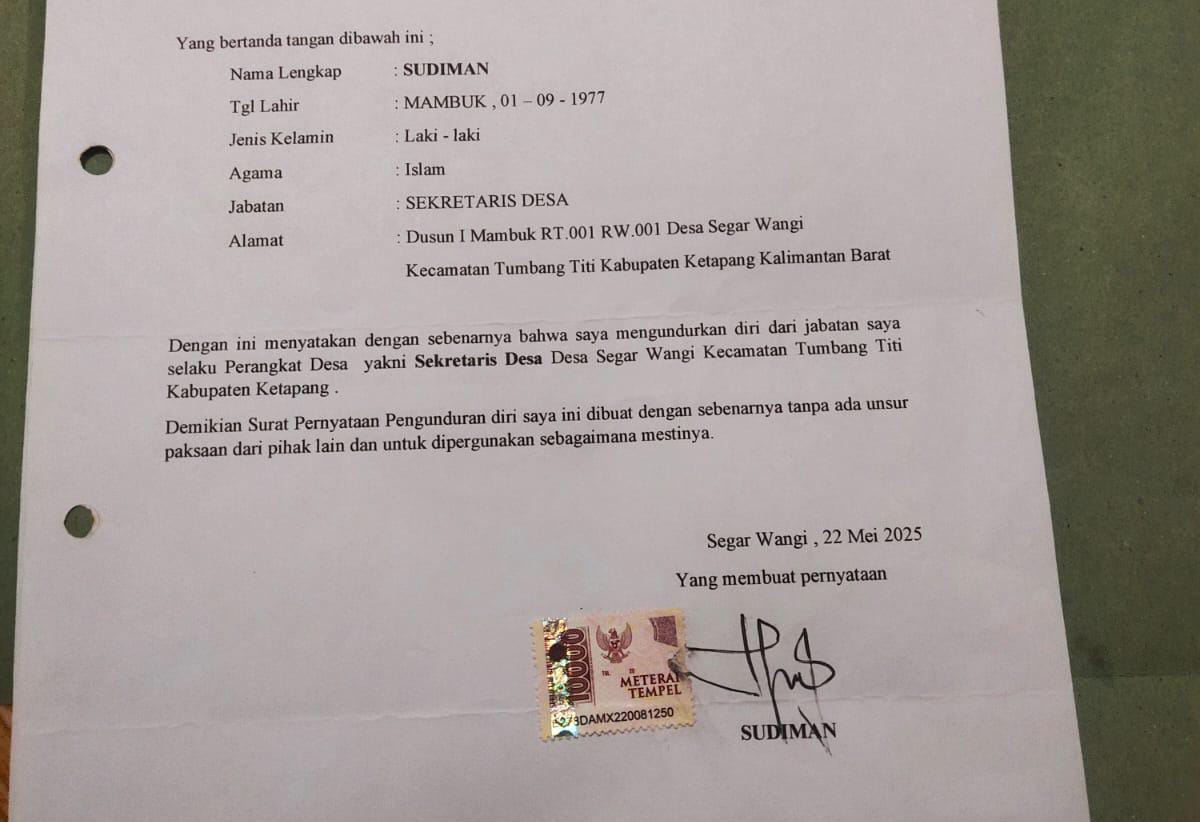 Yang bertanda tangan dibawah ini ;
Nama Lengkap : SUDIMAN
Tgl Lahir : MAMBUK , 01 – 09 - 1977
Jenis Kelamin : Laki - laki
Agama : Islam
Jabatan : SEKRETARIS DESA
Alamat : Dusun I Mambuk RT.001 RW.001 Desa Segar Wangi
Kecamatan Tumbang Titi Kabupaten Ketapang Kalimantan Barat
Dengan ini menyatakan dengan sebenarnya bahwa saya mengundurkan diri dari jabatan saya
selaku Perangkat Desa yakni Sekretaris Desa Desa Segar Wangi Kecamatan Tumbang Titi
Kabupaten Ketapang .
Demikian Surat Pernyataan Pengunduran diri saya ini dibuat dengan sebenarnya tanpa ada unsur
paksaan dari pihak lain dan untuk dipergunakan sebagaimana mestinya.
Segar Wangi , 22 Mei 2025
Yang membuat pernyataan
10000
METERAI
TEMPEL
DAMX220081250
SUDIMAN